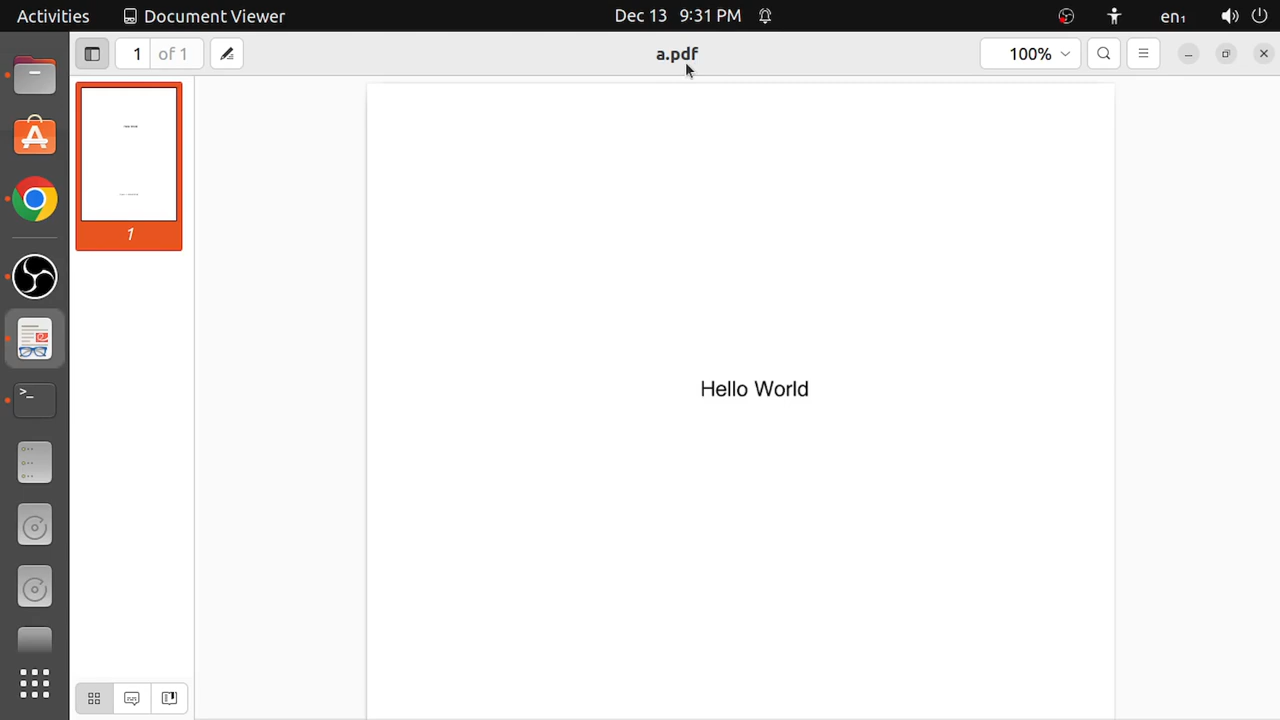 Activities Document Viewer Dec 13 9:31 PM en₁
1 of 1 a.pdf 100%
1
Hello World